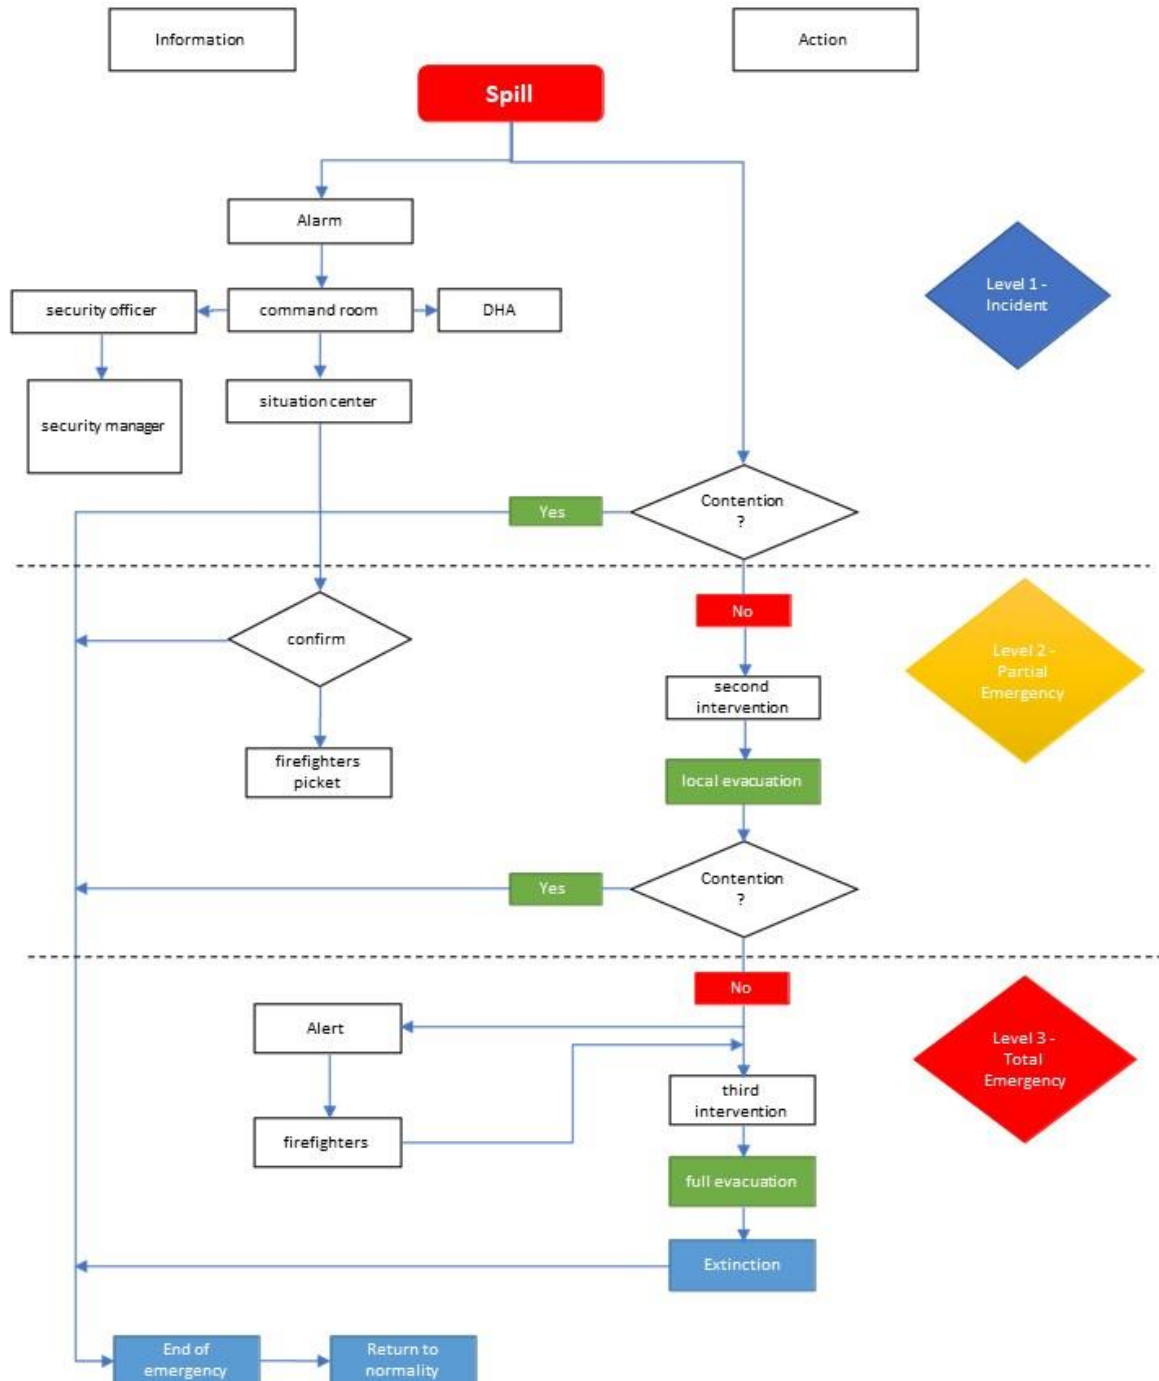 Information
Action
Spill
Alarm
security officer
command room
DHA
Level 1 -
Incident
security manager
situation center
Yes
Contention
?
No
confirm
Level 2 -
Partial
Emergency
second
intervention
firefighters
picket
local evacuation
Yes
Contention
?
No
Alert
Level 3 -
Total
Emergency
third
intervention
firefighters
full evacuation
Extinction
End of
emergency
Return to
normality